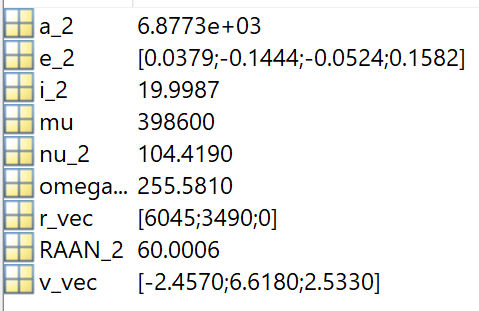 a_2 6.8773e+03
e_2 [0.0379;-0.1444;-0.0524;0.1582]
i_2 19.9987
mu 398600
nu_2 104.4190
omega... 255.5810
r_vec [6045;3490;0]
RAAN_2 60.0006
v_vec [-2.4570;6.6180;2.5330]